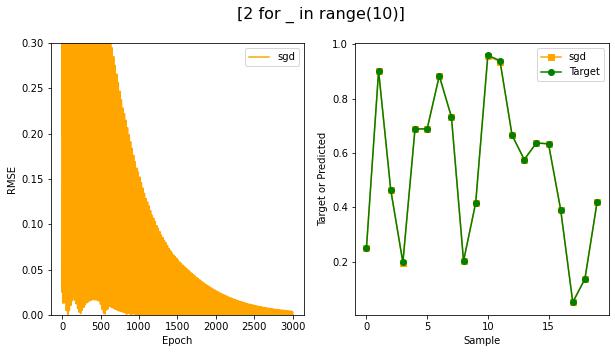 [2 for _ in range(10)]
0.30
0.25
0.20
0.15
0.10
0.05
0.00
RMSE
0 500 1000 1500 2000 2500 3000
Epoch
sgd
1.0
0.8
0.6
0.4
0.2
Target or Predicted
0 5 10 15
Sample
sgd
Target